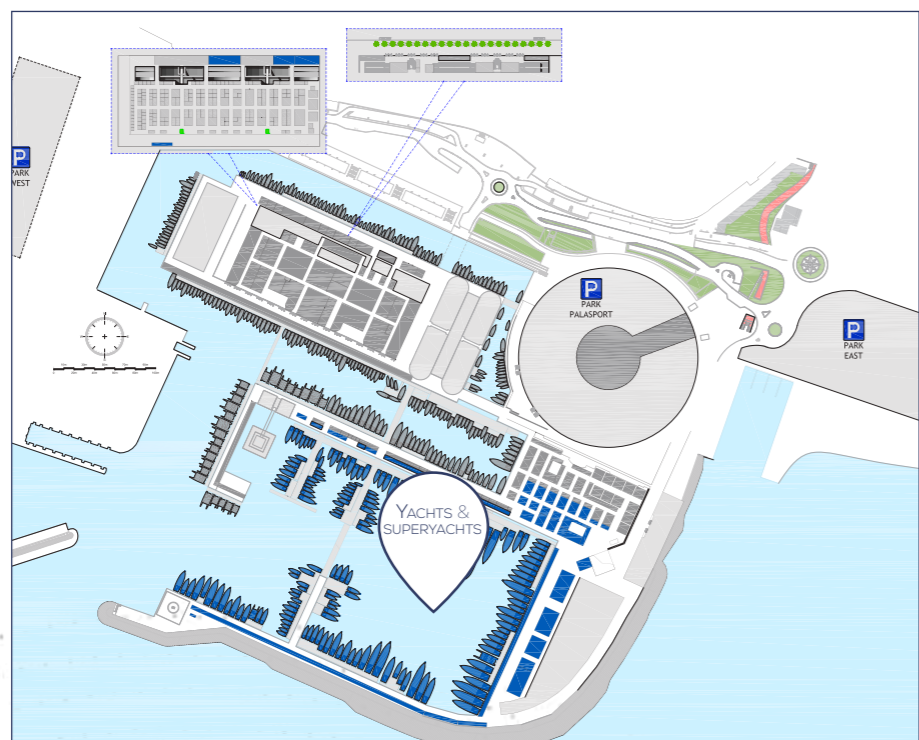 P
PARK
WEST
P
PARK
PALASPORT
P
PARK
EAST
YACHTS &
SUPERYACHTS